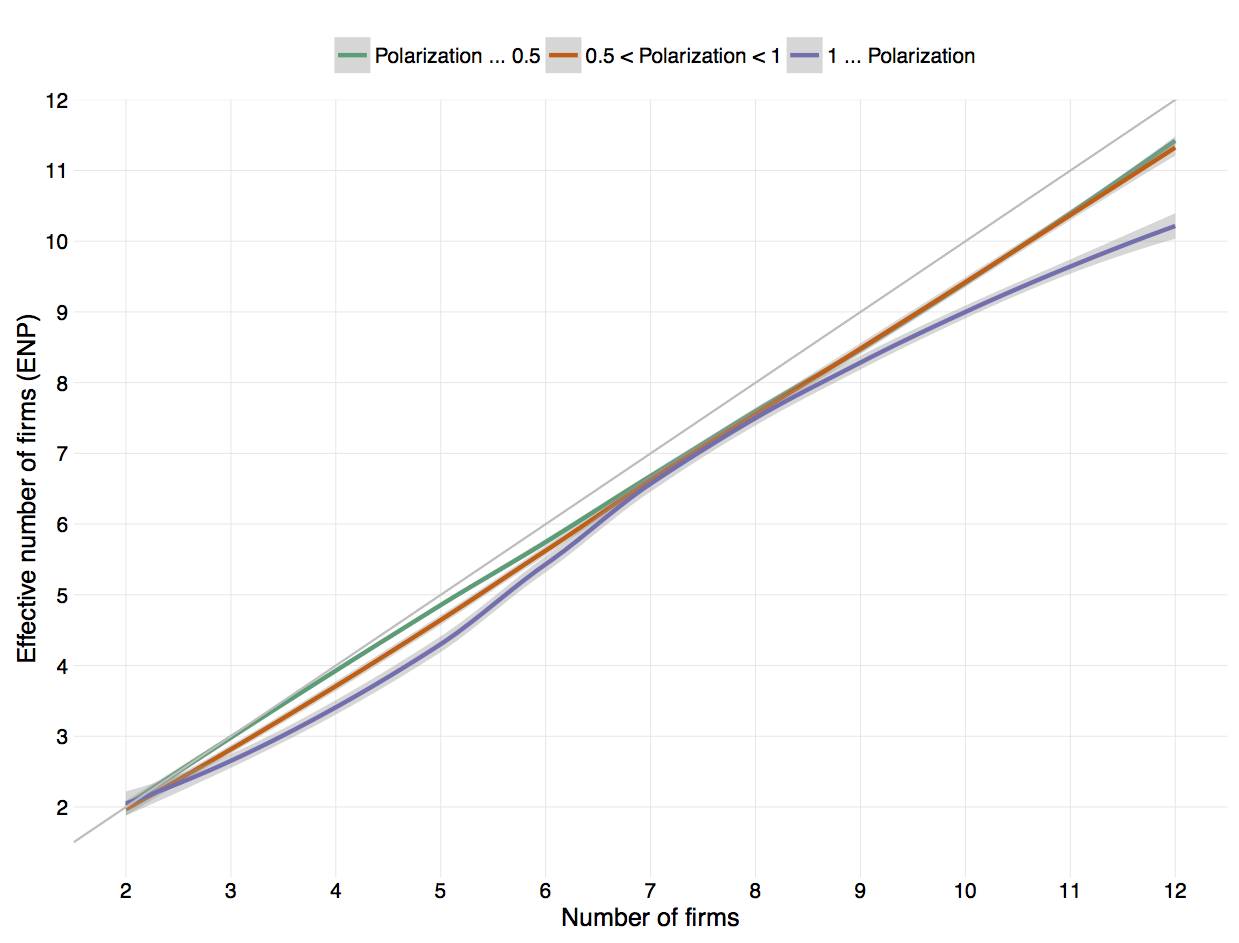 Polarization ... 0.5 0.5 < Polarization < 1 1 ... Polarization
12
11
10
9
8
7
6
5
4
3
2
Effective number of firms (ENP)
2 3 4 5 6 7 8 9 10 11 12
Number of firms